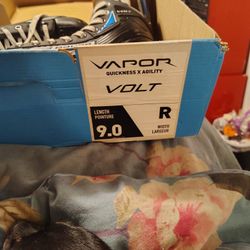 VAPOR
QUICKNESS X AGILITY
VOLT
LENGTH
POINTURE
9.0
R
WIDTH
LARGEUR